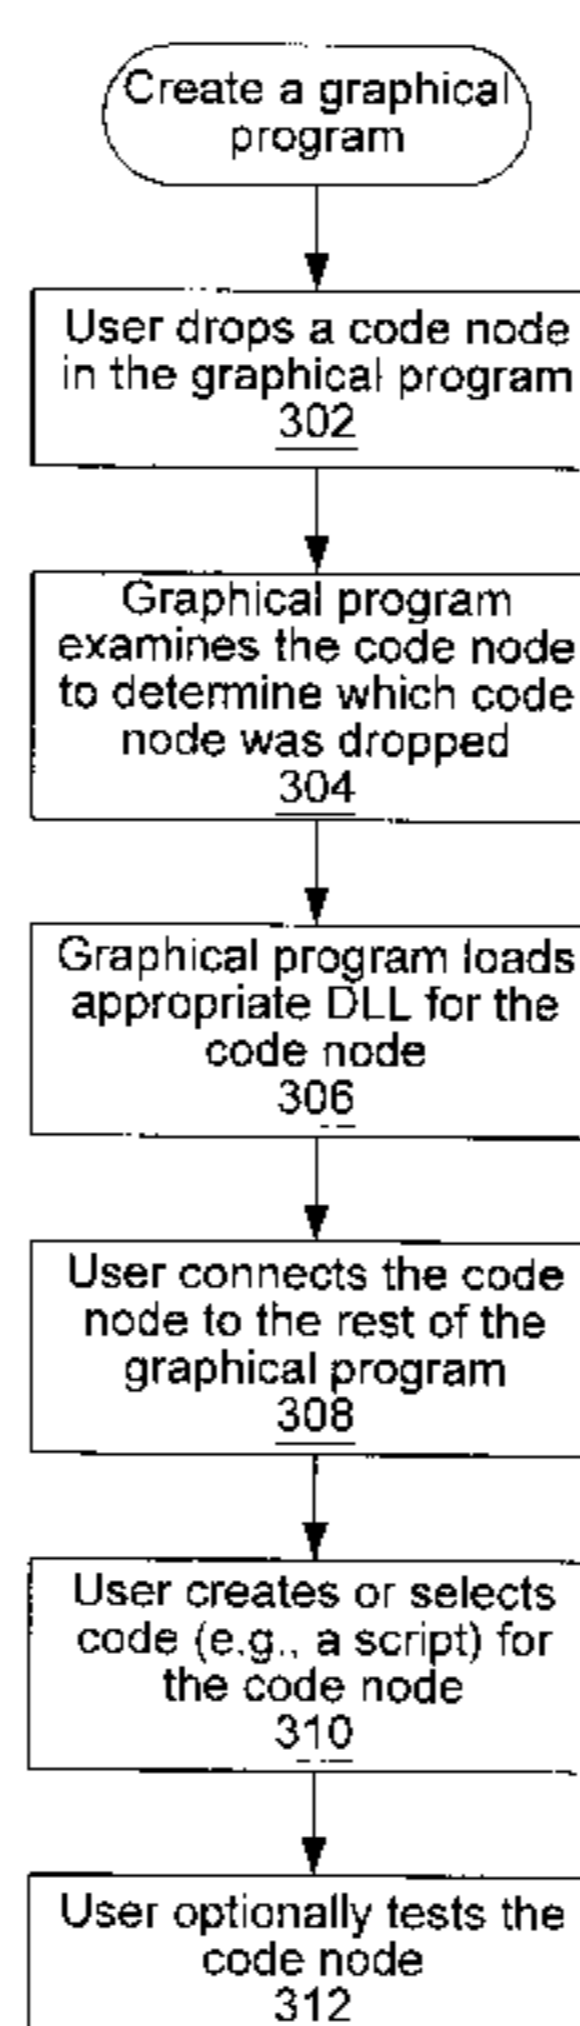 Create a graphical
program
User drops a code node
in the graphical program
302
Graphical program
examines the code node
to determine which code
node was dropped
304
Graphical program loads
appropriate DLL for the
code node
306
User connects the code
node to the rest of the
graphical program
308
User creates or selects
code (e.g., a script) for
the code node
310
User optionally tests the
code node
312